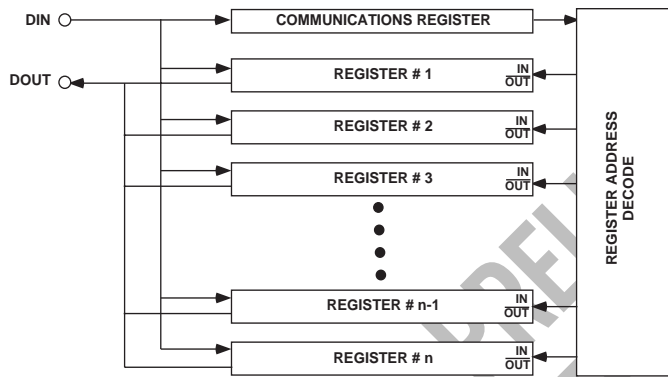 DIN
COMMUNICATIONS REGISTER
DOUT
REGISTER # 1
IN
OUT
REGISTER # 2
IN
OUT
REGISTER # 3
IN
OUT
REGISTER # n-1
IN
OUT
REGISTER # n
IN
OUT
REGISTER ADDRESS
DECODE